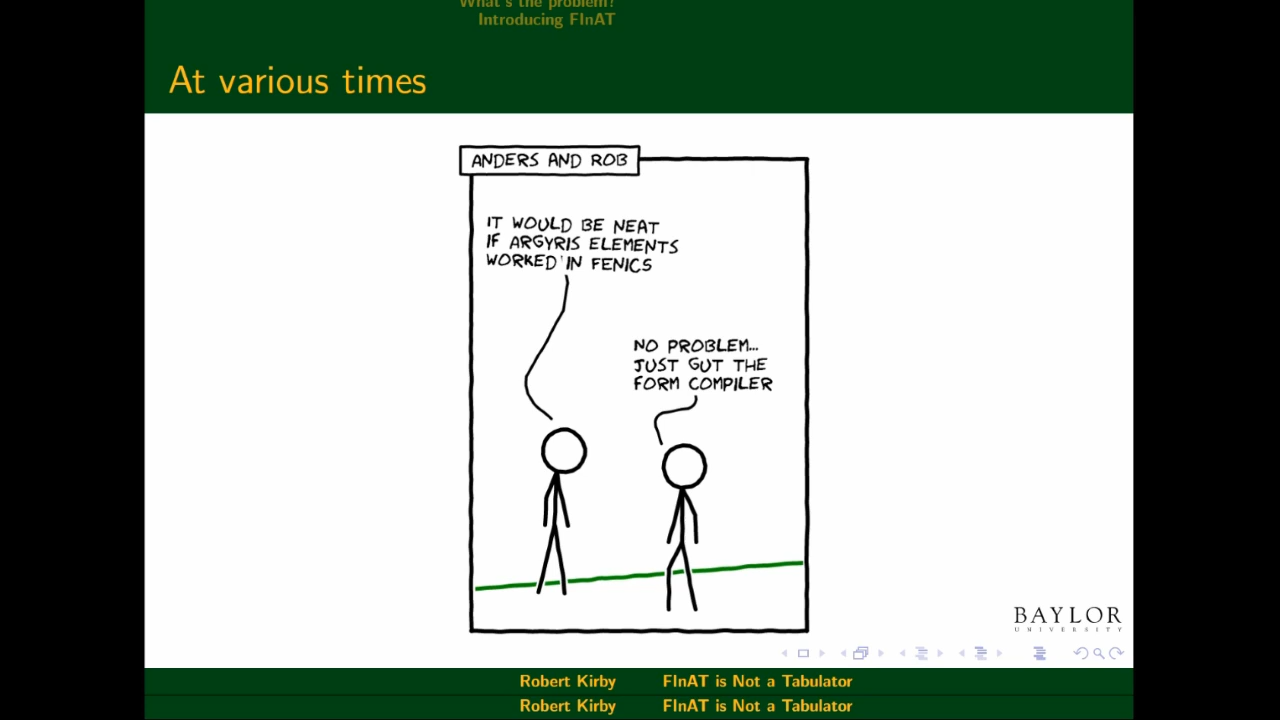 What's the problem?
Introducing FInAT
At various times
ANDERS AND ROB
IT WOULD BE NEAT
IF ARGYRIS ELEMENTS
WORKED IN FENICS
NO PROBLEM...
JUST GUT THE
FORM COMPILER
BAYLOR
UNIVERSITY
Robert Kirby FInAT is Not a Tabulator
Robert Kirby FInAT is Not a Tabulator